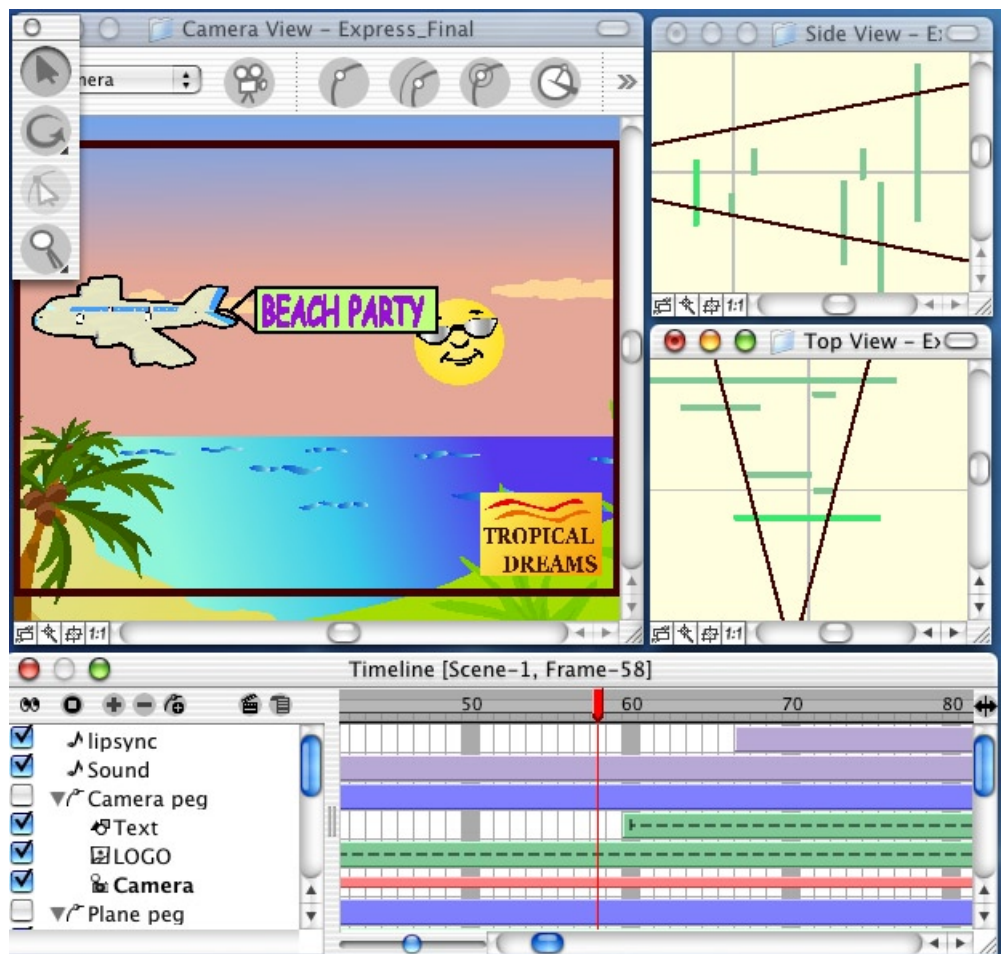 Camera View – Express_Final
mera
»
BEACH PARTY
TROPICAL
DREAMS
1:1
Side View – E
1:1
Top View – Ex
1:1
Timeline [Scene-1, Frame-58]
50 60 70 80
lipsync
Sound
Camera peg
Text
LOGO
Camera
Plane peg